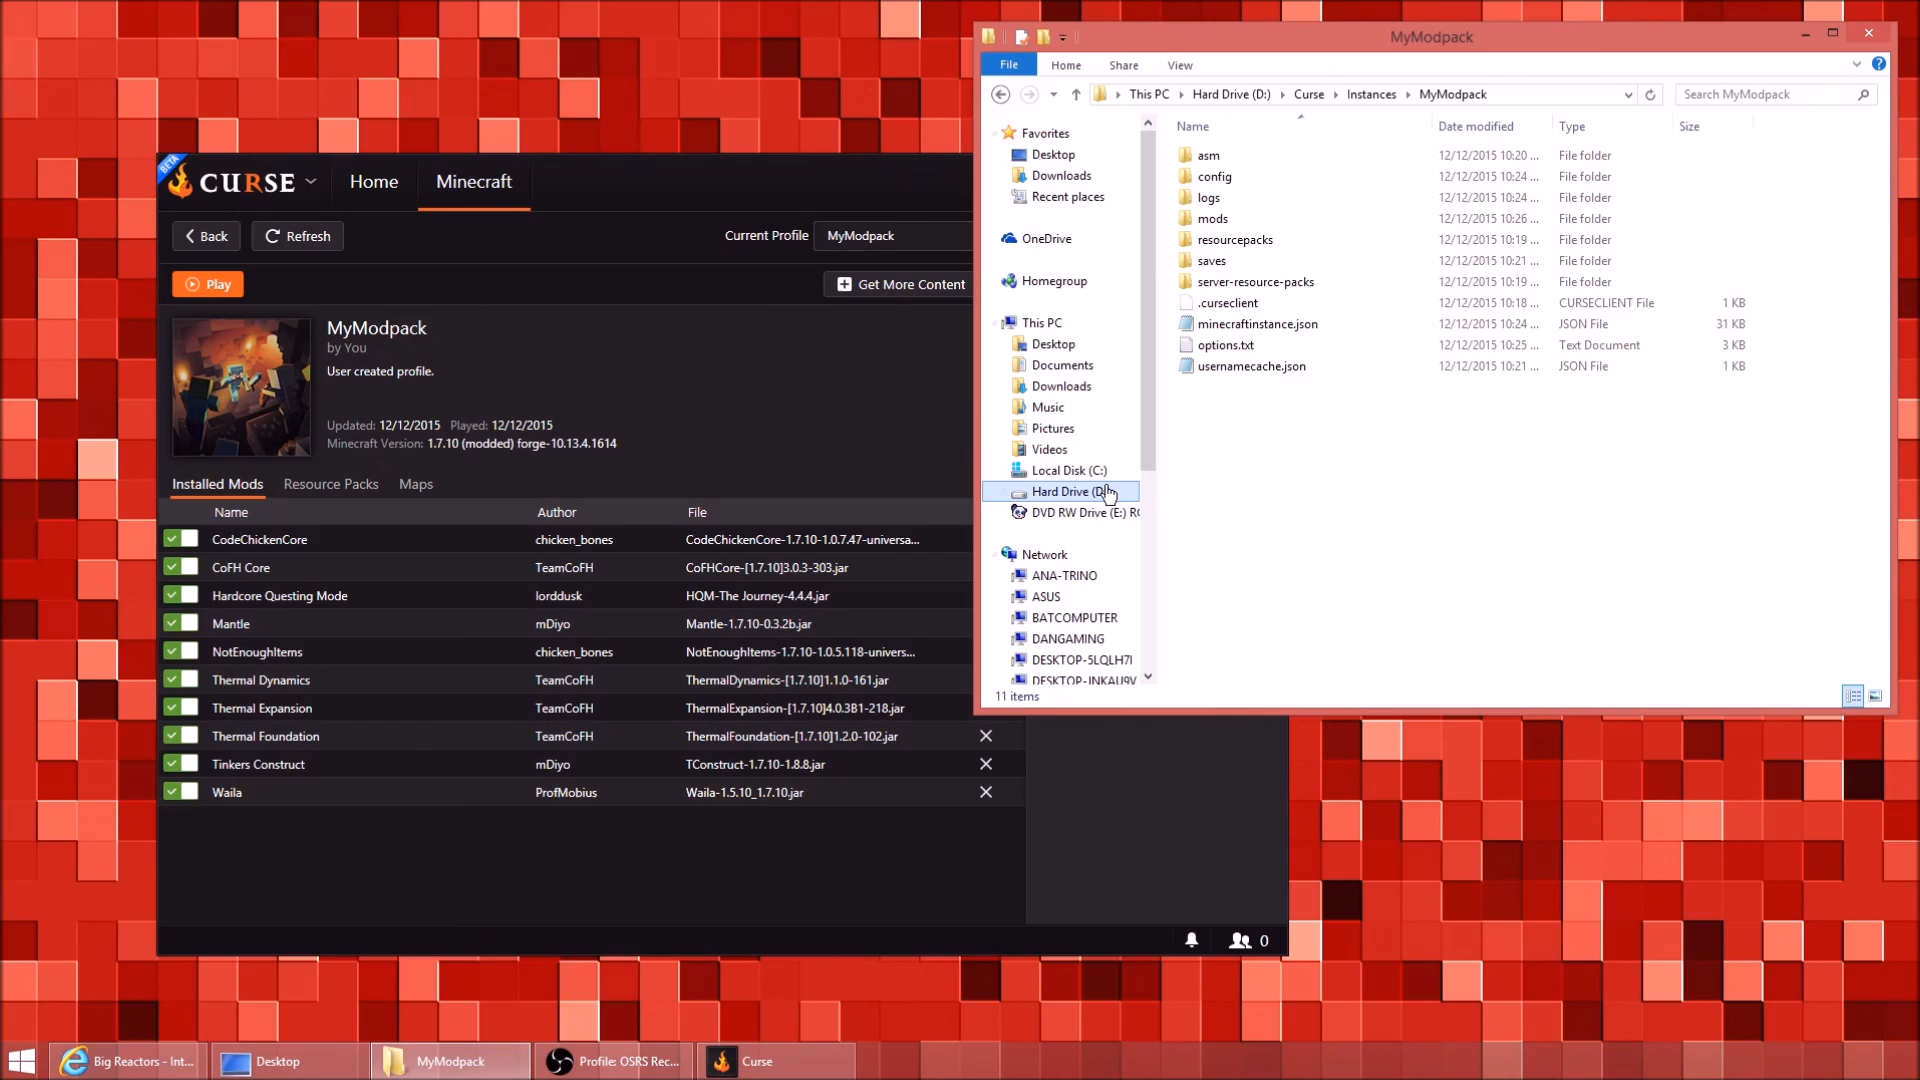 MyModpack
File Home Share View
This PC Hard Drive (D:) Curse Instances MyModpack
Search MyModpack
Name Date modified Type Size
Favorites
Desktop
Downloads
Recent places
OneDrive
Homegroup
This PC
Desktop
Documents
Downloads
Music
Pictures
Videos
Local Disk (C:)
Hard Drive (D
DVD RW Drive (E:) RO
Network
ANA-TRINO
ASUS
BATCOMPUTER
DANGAMING
DESKTOP-5LQLH7I
DESKTOP-JNKAU9V
asm 12/12/2015 10:20 ... File folder
config 12/12/2015 10:24 ... File folder
logs 12/12/2015 10:24 ... File folder
mods 12/12/2015 10:26 ... File folder
resourcepacks 12/12/2015 10:19 ... File folder
saves 12/12/2015 10:21 ... File folder
server-resource-packs 12/12/2015 10:19 ... File folder
.curseclient 12/12/2015 10:18 ... CURSECLIENT File 1 KB
minecraftinstance.json 12/12/2015 10:24 ... JSON File 31 KB
options.txt 12/12/2015 10:25 ... Text Document 3 KB
usernamecache.json 12/12/2015 10:21 ... JSON File 1 KB
11 items
BETA
CURSE Home Minecraft
Back Refresh Current Profile MyModpack
Play Get More Content
MyModpack
by You
User created profile.
Updated: 12/12/2015 Played: 12/12/2015
Minecraft Version: 1.7.10 (modded) forge-10.13.4.1614
Installed Mods Resource Packs Maps
Name Author File
CodeChickenCore chicken_bones CodeChickenCore-1.7.10-1.0.7.47-universa...
CoFH Core TeamCoFH CoFHCore-[1.7.10]3.0.3-303.jar
Hardcore Questing Mode lorddusk HQM-The Journey-4.4.4.jar
Mantle mDiyo Mantle-1.7.10-0.3.2b.jar
NotEnoughItems chicken_bones NotEnoughItems-1.7.10-1.0.5.118-univers...
Thermal Dynamics TeamCoFH ThermalDynamics-[1.7.10]1.1.0-161.jar
Thermal Expansion TeamCoFH ThermalExpansion-[1.7.10]4.0.3B1-218.jar
Thermal Foundation TeamCoFH ThermalFoundation-[1.7.10]1.2.0-102.jar
Tinkers Construct mDiyo TConstruct-1.7.10-1.8.8.jar
Waila ProfMobius Waila-1.5.10_1.7.10.jar
0
Big Reactors - Int... Desktop MyModpack Profile: OSRS Rec... Curse